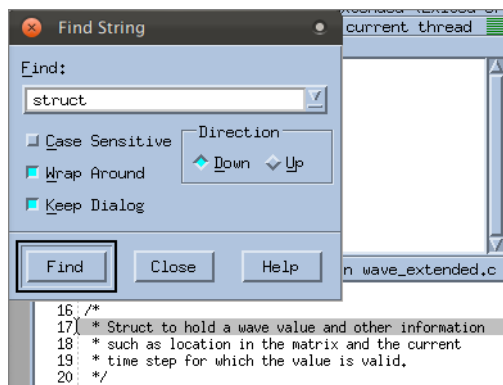 Find String
current thread
Find:
struct
Case Sensitive
Direction
Wrap Around
Down
Up
Keep Dialog
Find
Close
Help
n wave_extended.c
16 /*
17 * Struct to hold a wave value and other information
18 * such as location in the matrix and the current
19 * time step for which the value is valid.
20 */